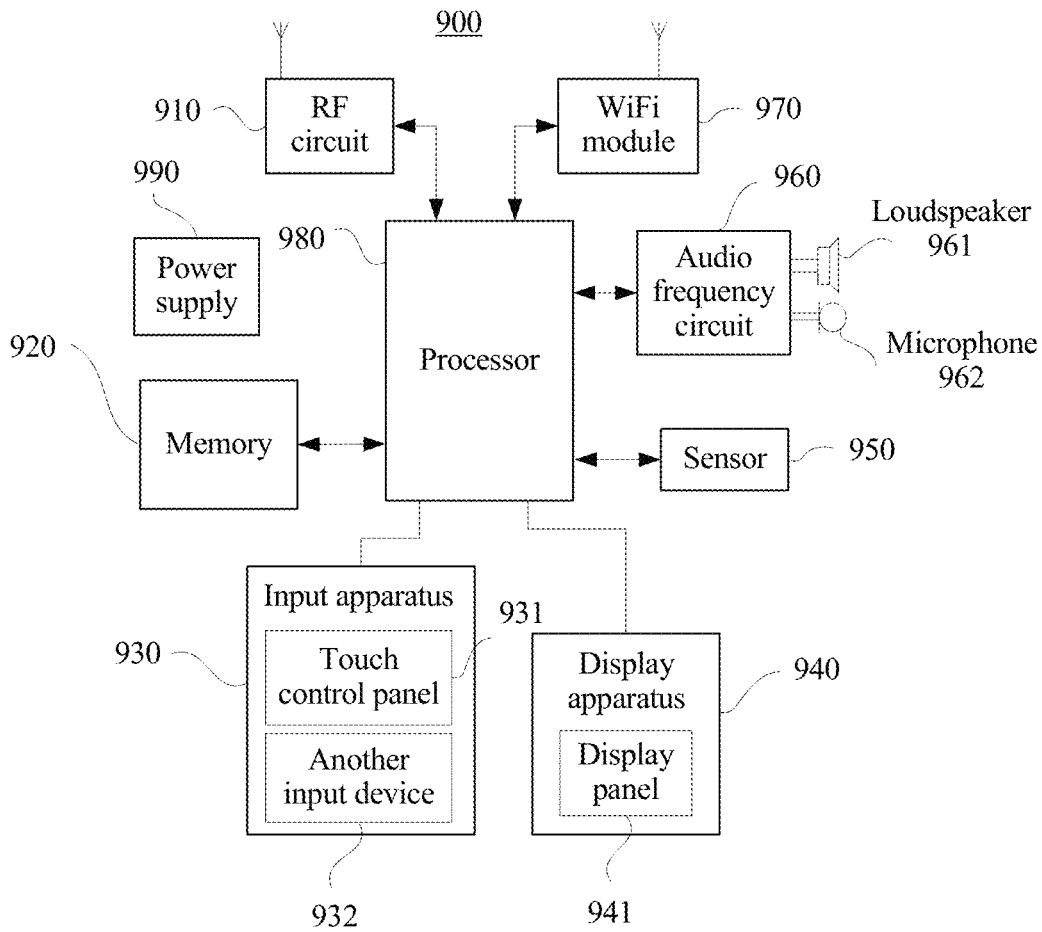 900
910
RF
circuit
WiFi
module
970
990
960
980
Loudspeaker
961
Power
supply
Audio
frequency
circuit
920
Processor
Microphone
962
Memory
Sensor
950
Input apparatus
931
930
Touch
control panel
Display
apparatus
940
Another
input device
Display
panel
932
941